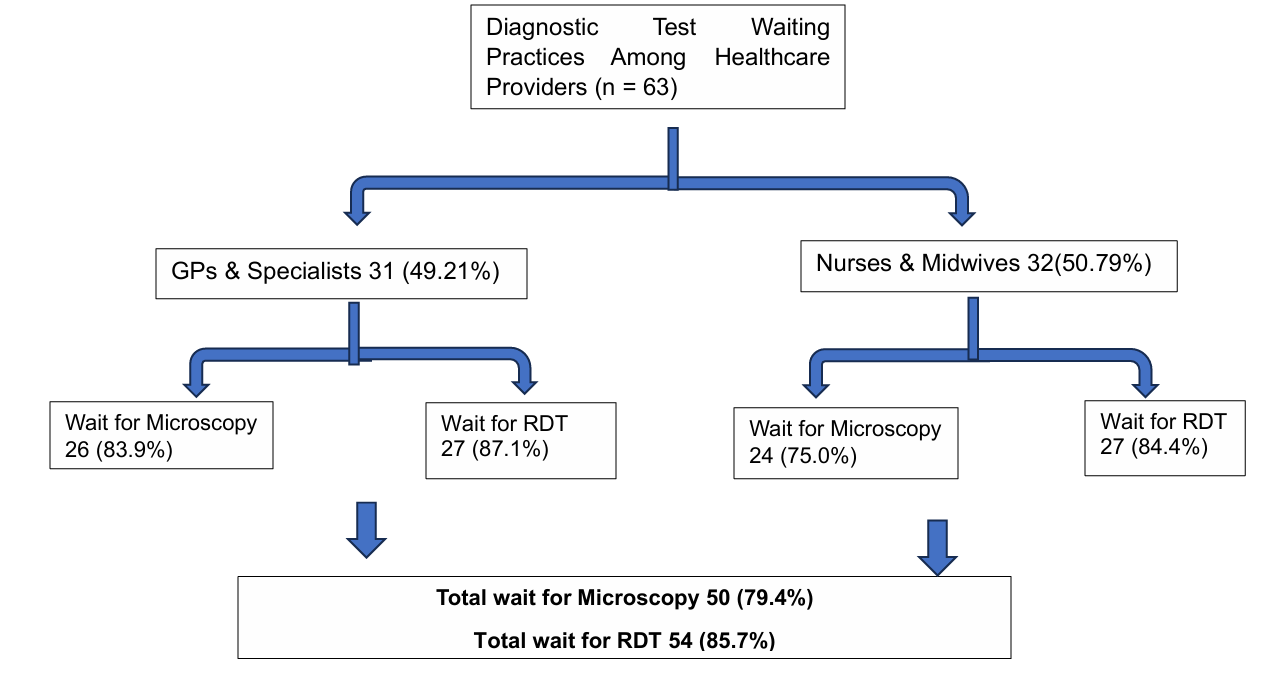 Diagnostic Test Waiting
Practices Among Healthcare
Providers (n = 63)
GPs & Specialists 31 (49.21%)
Nurses & Midwives 32(50.79%)
Wait for Microscopy
26 (83.9%)
Wait for RDT
27 (87.1%)
Wait for Microscopy
24 (75.0%)
Wait for RDT
27 (84.4%)
Total wait for Microscopy 50 (79.4%)
Total wait for RDT 54 (85.7%)